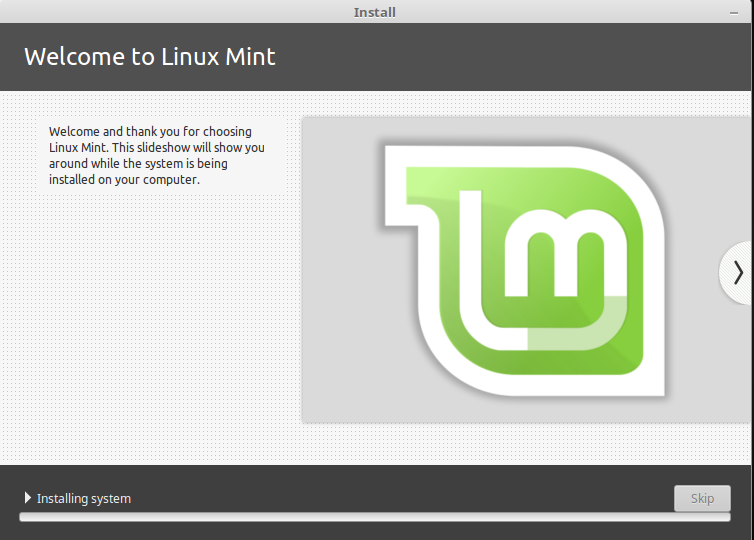 Install
Welcome to Linux Mint
Welcome and thank you for choosing
Linux Mint. This slideshow will show you
around while the system is being
installed on your computer.
lm
Installing system
Skip